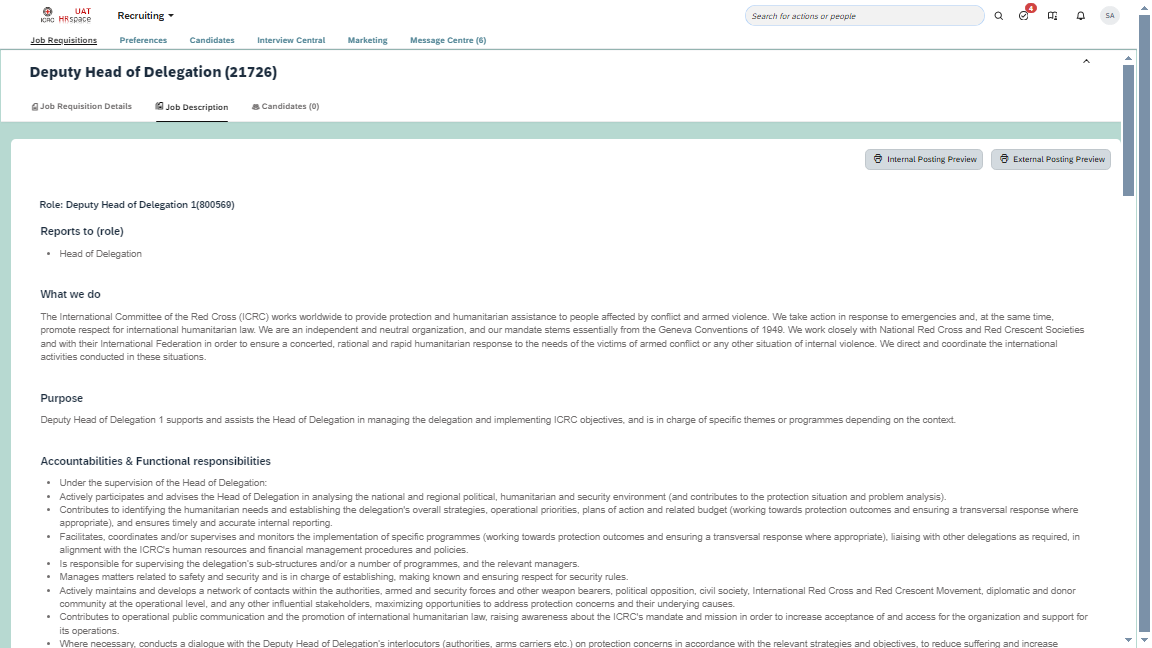 ICRC
UAT
HRspace
Recruiting
Search for actions or people
4
SA
Job Requisitions
Preferences
Candidates
Interview Central
Marketing
Message Centre (6)
Deputy Head of Delegation (21726)
Job Requisition Details
Job Description
Candidates (0)
Internal Posting Preview
External Posting Preview
Role: Deputy Head of Delegation 1(800569)
Reports to (role)
• Head of Delegation
What we do
The International Committee of the Red Cross (ICRC) works worldwide to provide protection and humanitarian assistance to people affected by conflict and armed violence. We take action in response to emergencies and, at the same time,
promote respect for international humanitarian law. We are an independent and neutral organization, and our mandate stems essentially from the Geneva Conventions of 1949. We work closely with National Red Cross and Red Crescent Societies
and with their International Federation in order to ensure a concerted, rational and rapid humanitarian response to the needs of the victims of armed conflict or any other situation of internal violence. We direct and coordinate the international
activities conducted in these situations.
Purpose
Deputy Head of Delegation 1 supports and assists the Head of Delegation in managing the delegation and implementing ICRC objectives, and is in charge of specific themes or programmes depending on the context.
Accountabilities & Functional responsibilities
• Under the supervision of the Head of Delegation:
• Actively participates and advises the Head of Delegation in analysing the national and regional political, humanitarian and security environment (and contributes to the protection situation and problem analysis).
• Contributes to identifying the humanitarian needs and establishing the delegation's overall strategies, operational priorities, plans of action and related budget (working towards protection outcomes and ensuring a transversal response where
appropriate), and ensures timely and accurate internal reporting.
• Facilitates, coordinates and/or supervises and monitors the implementation of specific programmes (working towards protection outcomes and ensuring a transversal response where appropriate), liaising with other delegations as required, in
alignment with the ICRC's human resources and financial management procedures and policies.
• Is responsible for supervising the delegation's sub-structures and/or a number of programmes, and the relevant managers.
• Manages matters related to safety and security and is in charge of establishing, making known and ensuring respect for security rules.
• Actively maintains and develops a network of contacts within the authorities, armed and security forces and other weapon bearers, political opposition, civil society, International Red Cross and Red Crescent Movement, diplomatic and donor
community at the operational level, and any other influential stakeholders, maximizing opportunities to address protection concerns and their underlying causes.
• Contributes to operational public communication and the promotion of international humanitarian law, raising awareness about the ICRC's mandate and mission in order to increase acceptance of and access for the organization and support for
its operations.
• Where necessary, conducts a dialogue with the Deputy Head of Delegation's interlocutors (authorities, arms carriers etc.) on protection concerns in accordance with the relevant strategies and objectives, to reduce suffering and increase